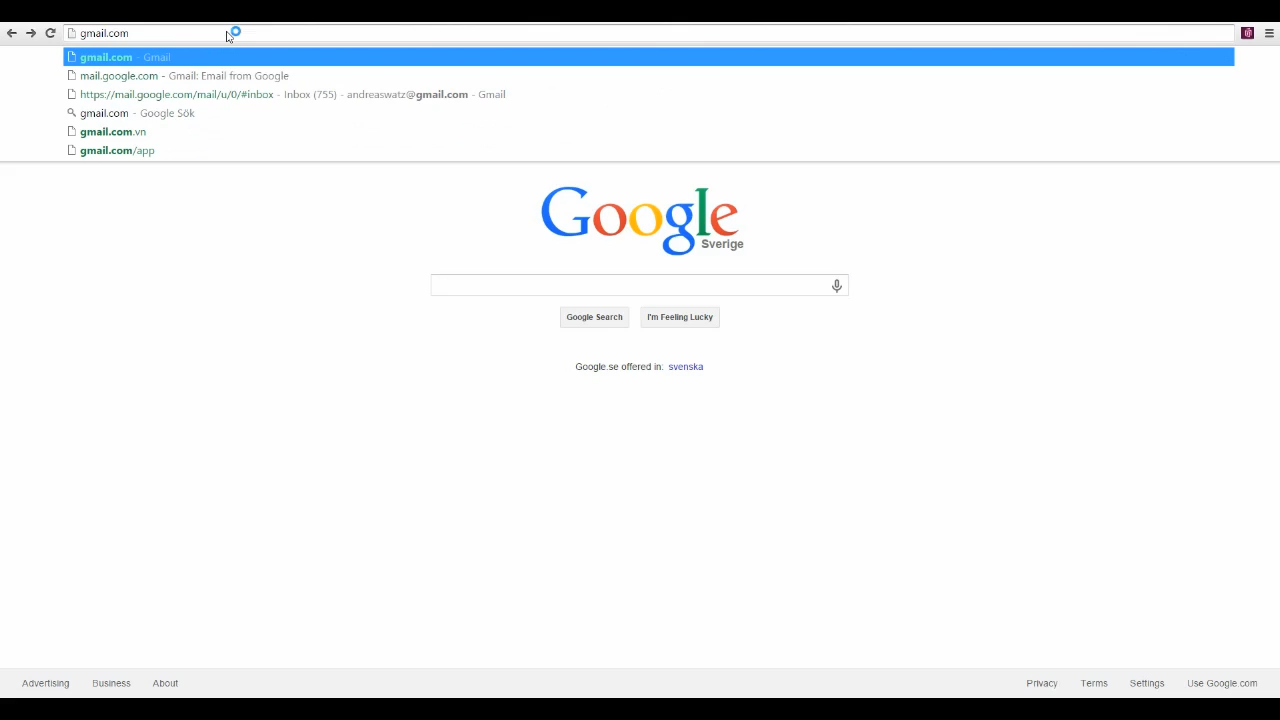 gmail.com
gmail.com - Gmail
mail.google.com - Gmail: Email from Google
https://mail.google.com/mail/u/0/#inbox - Inbox (755) - andreaswatz@gmail.com - Gmail
gmail.com - Google Sök
gmail.com.vn
gmail.com/app
Google
Sverige
Google Search I'm Feeling Lucky
Google.se offered in: svenska
Advertising Business About Privacy Terms Settings Use Google.com